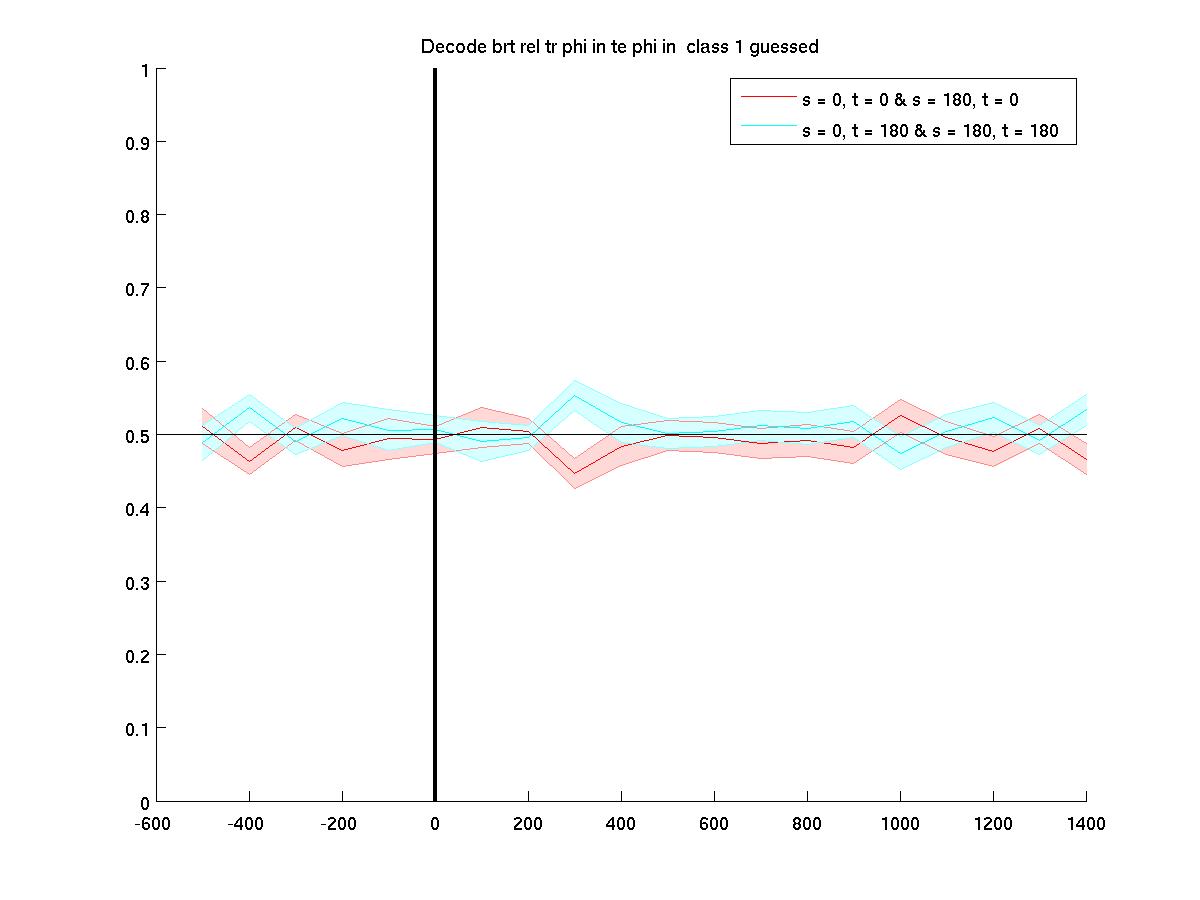 Decode brt rel tr phi in te phi in  class 1 guessed
s = 0, t = 0 & s = 180, t = 0
s = 0, t = 180 & s = 180, t = 180
1
0.9
0.8
0.7
0.6
0.5
0.4
0.3
0.2
0.1
0
-600 -400 -200 0 200 400 600 800 1000 1200 1400